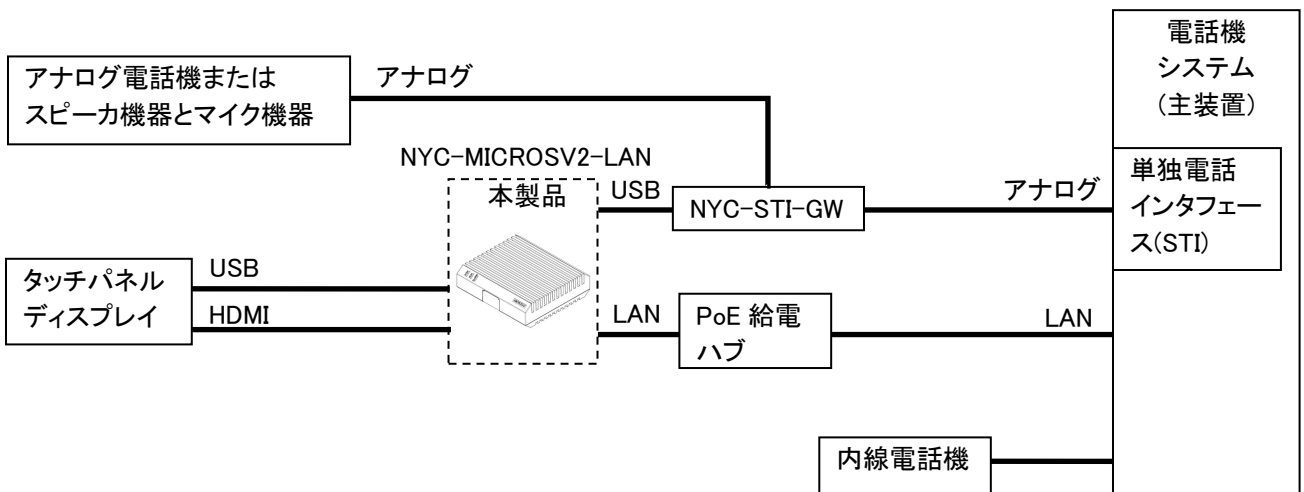 電話機
システム
(主装置)
アナログ電話機または
スピーカ機器とマイク機器
アナログ
NYC-MICROSV2-LAN
本製品
USB
NYC-STI-GW
アナログ
単独電話
インタフェー
ス(STI)
タッチパネル
ディスプレイ
USB
HDMI
LAN
PoE 給電
ハブ
LAN
内線電話機